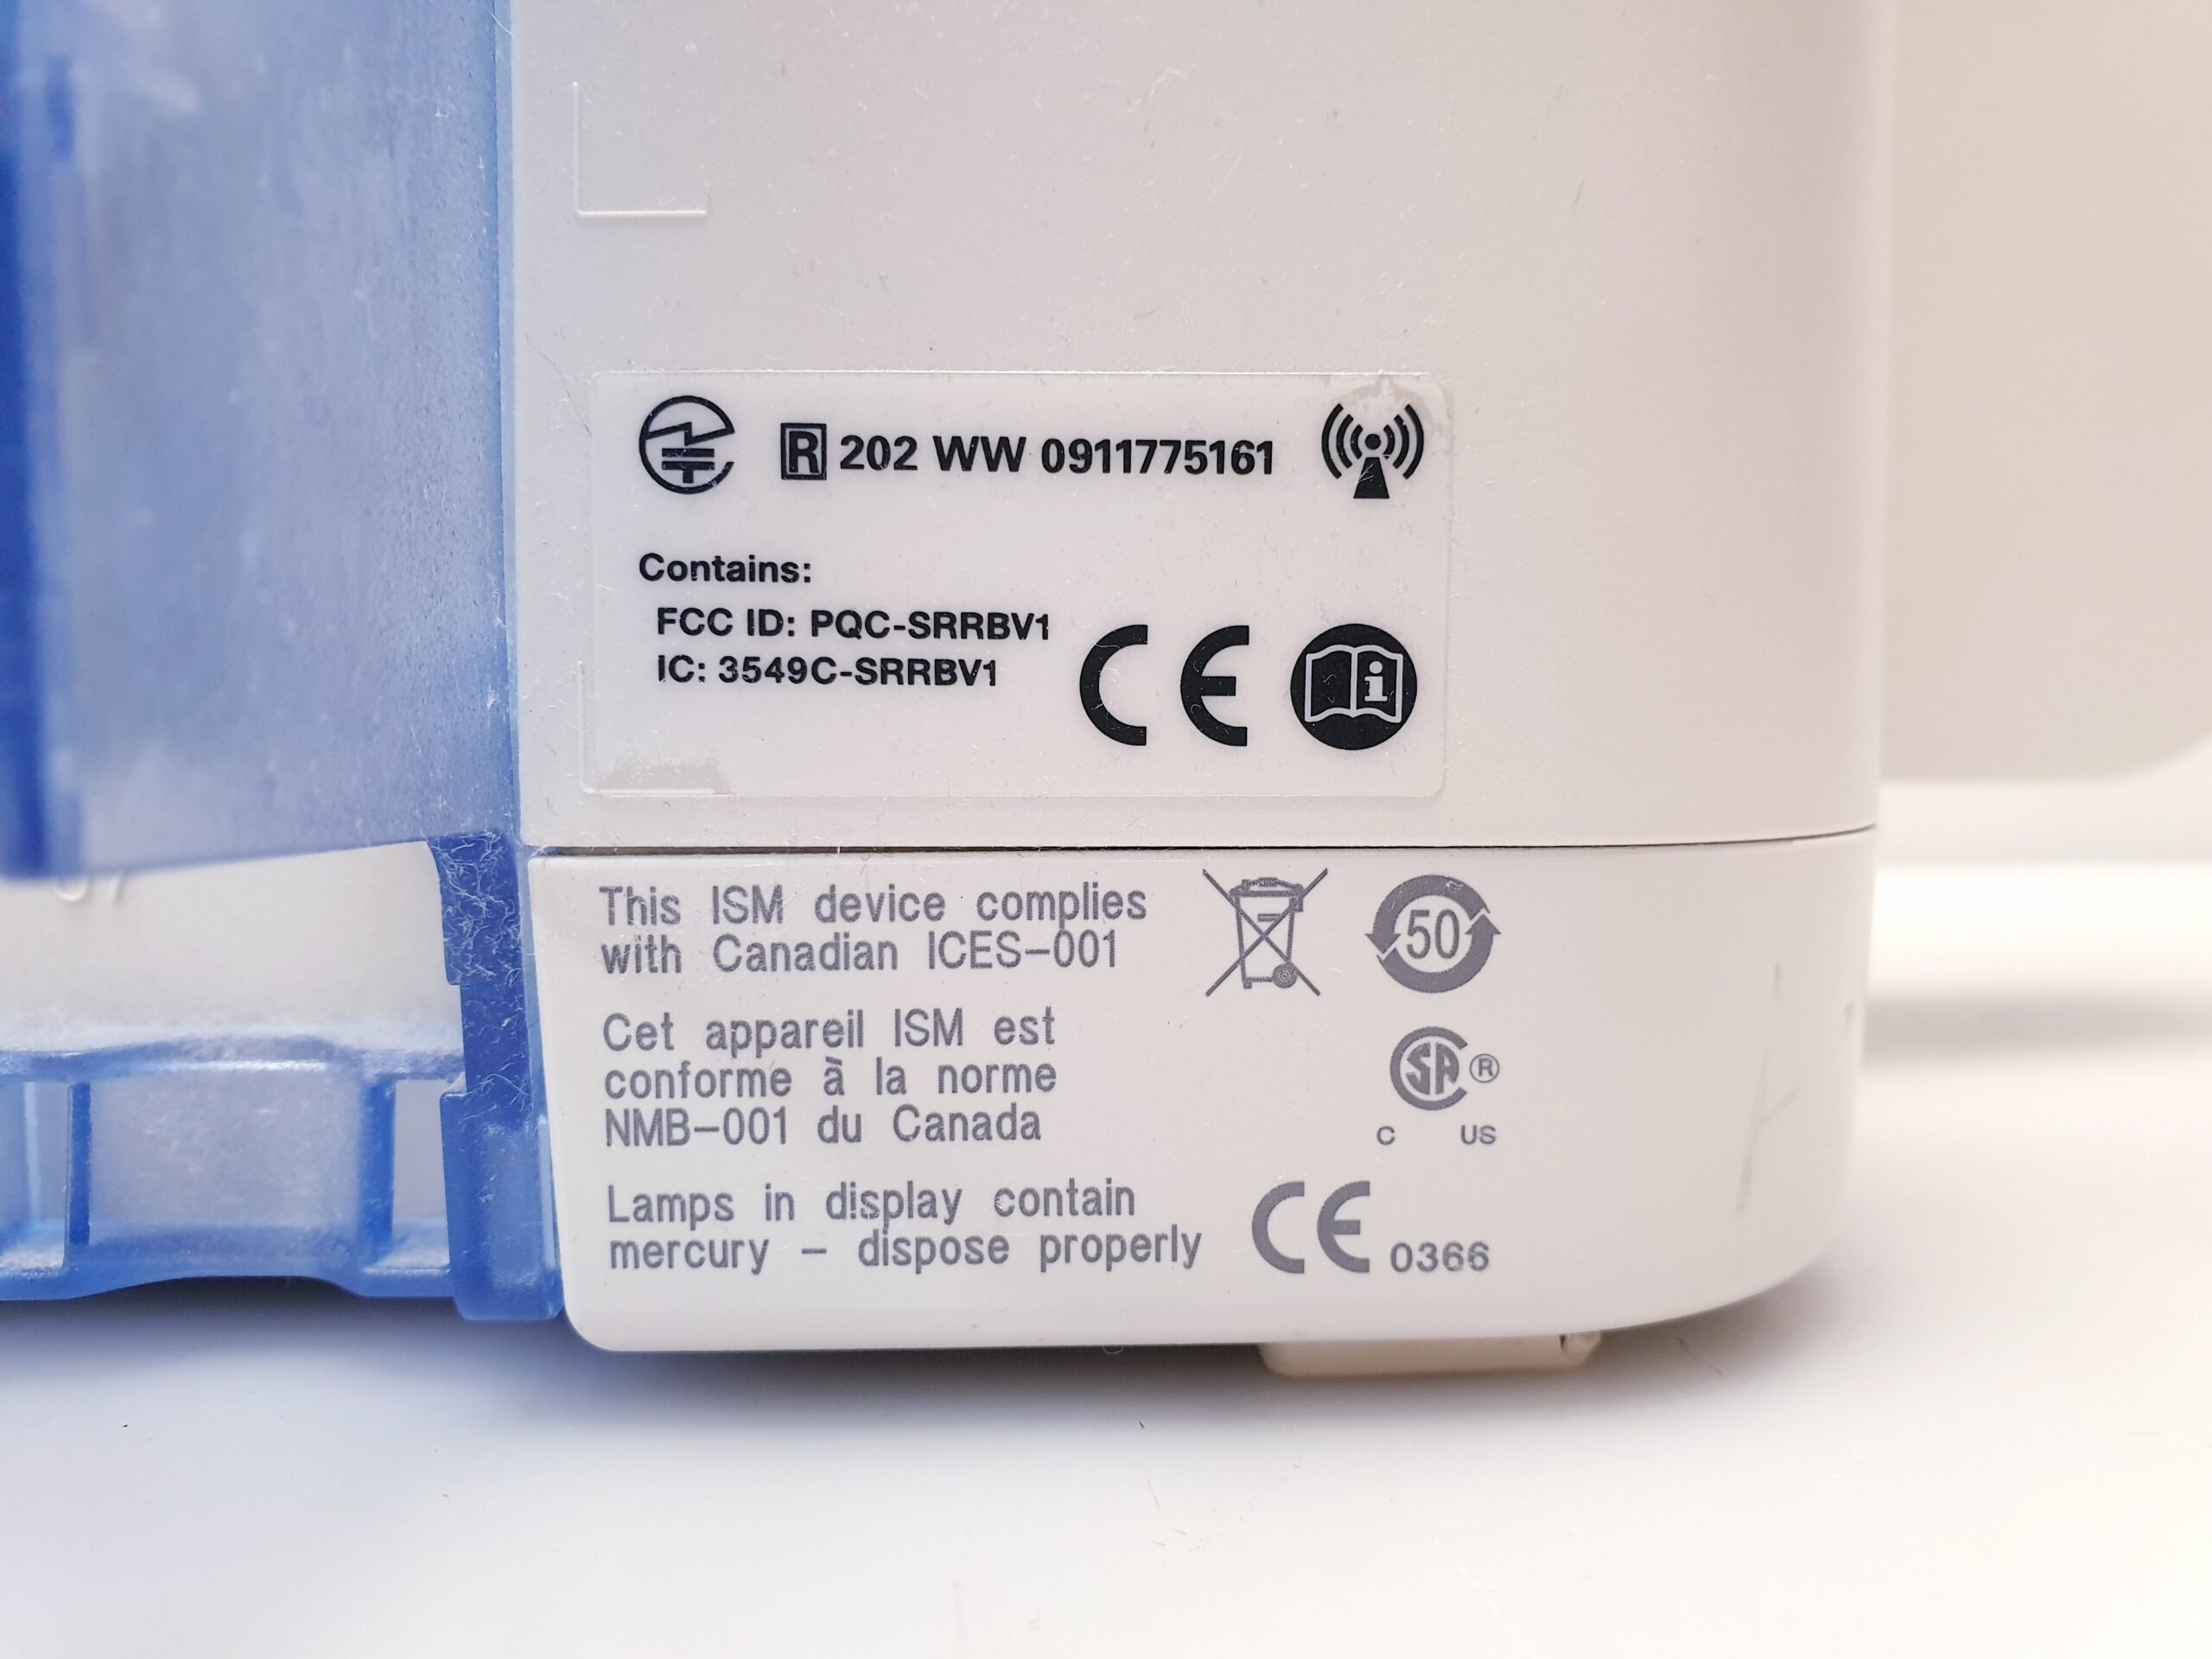 R 202 WW 0911775161
Contains:
FCC ID: PQC-SRRBV1
IC: 3549C-SRRBV1
CE
This ISM device complies
with Canadian ICES-001
50
Cet appareil ISM est
conforme à la norme
NMB-001 du Canada
SA ®
C US
Lamps in display contain
mercury - dispose properly
CE 0366